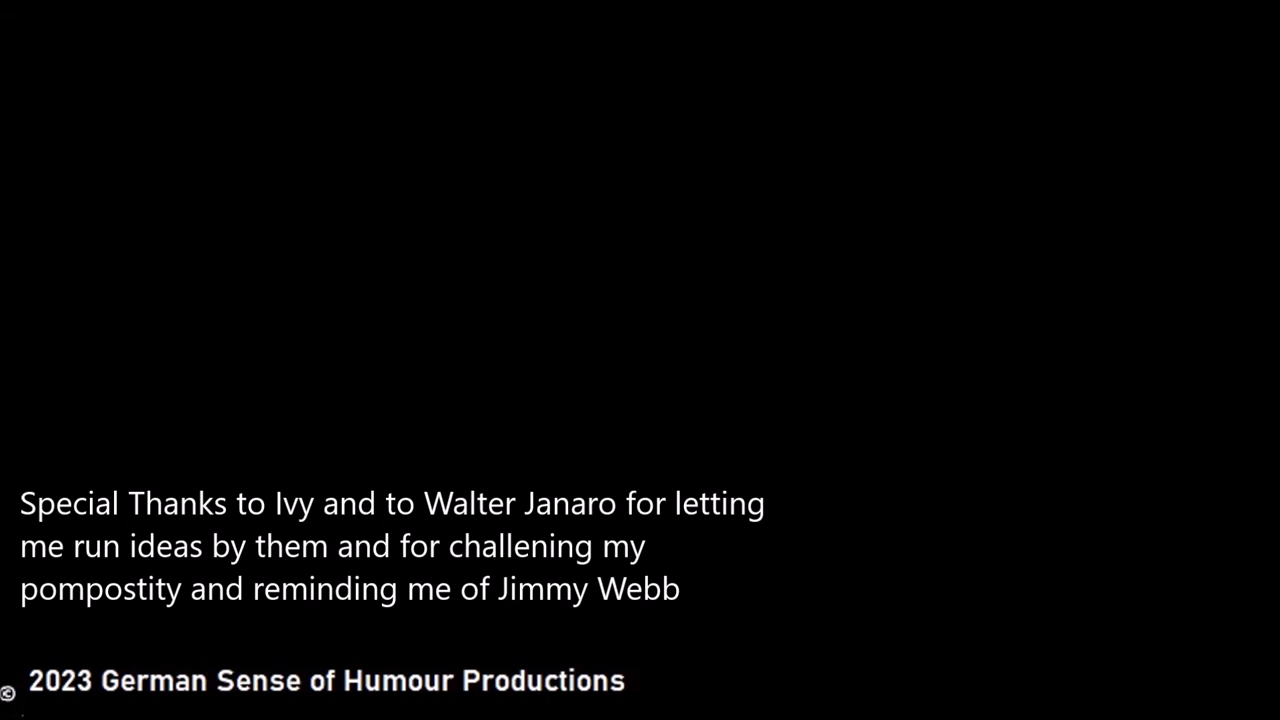 Special Thanks to Ivy and to Walter Janaro for letting
me run ideas by them and for challening my
pompostity and reminding me of Jimmy Webb
© 2023 German Sense of Humour Productions